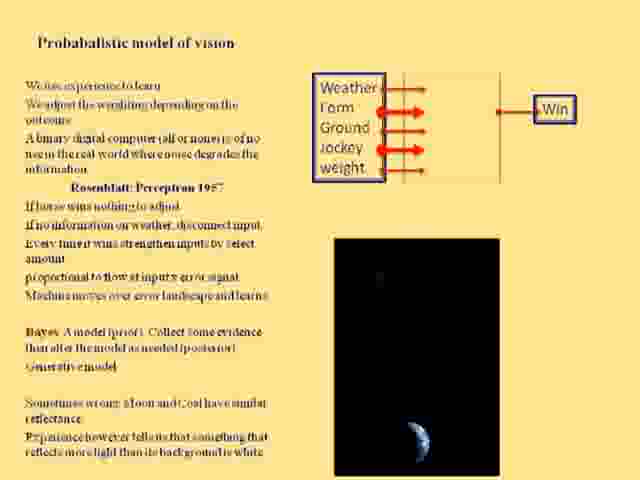 Probabalistic model of vision
We use experience to learn
We adjust the weighting depending on the
outcome
A binary digital computer (all or none) is of no
use in the real world where noise degrades the
information.
Rosenblatt: Perceptron 1957
If horse wins nothing to adjust
If no information on weather, disconnect input.
Every time it wins strengthen inputs by select
amount
proportional to flow at input x error signal.
Machine moves over error landscape and learns
Bayes A model (prior). Collect some evidence
then alter the model as needed (posterior)
Generative model
Sometimes wrong: Moon and Coal have similar
reflectance.
Experience however tells us that something that
reflects more light than its background is white
Weather
Form
Ground
Jockey
weight
Win